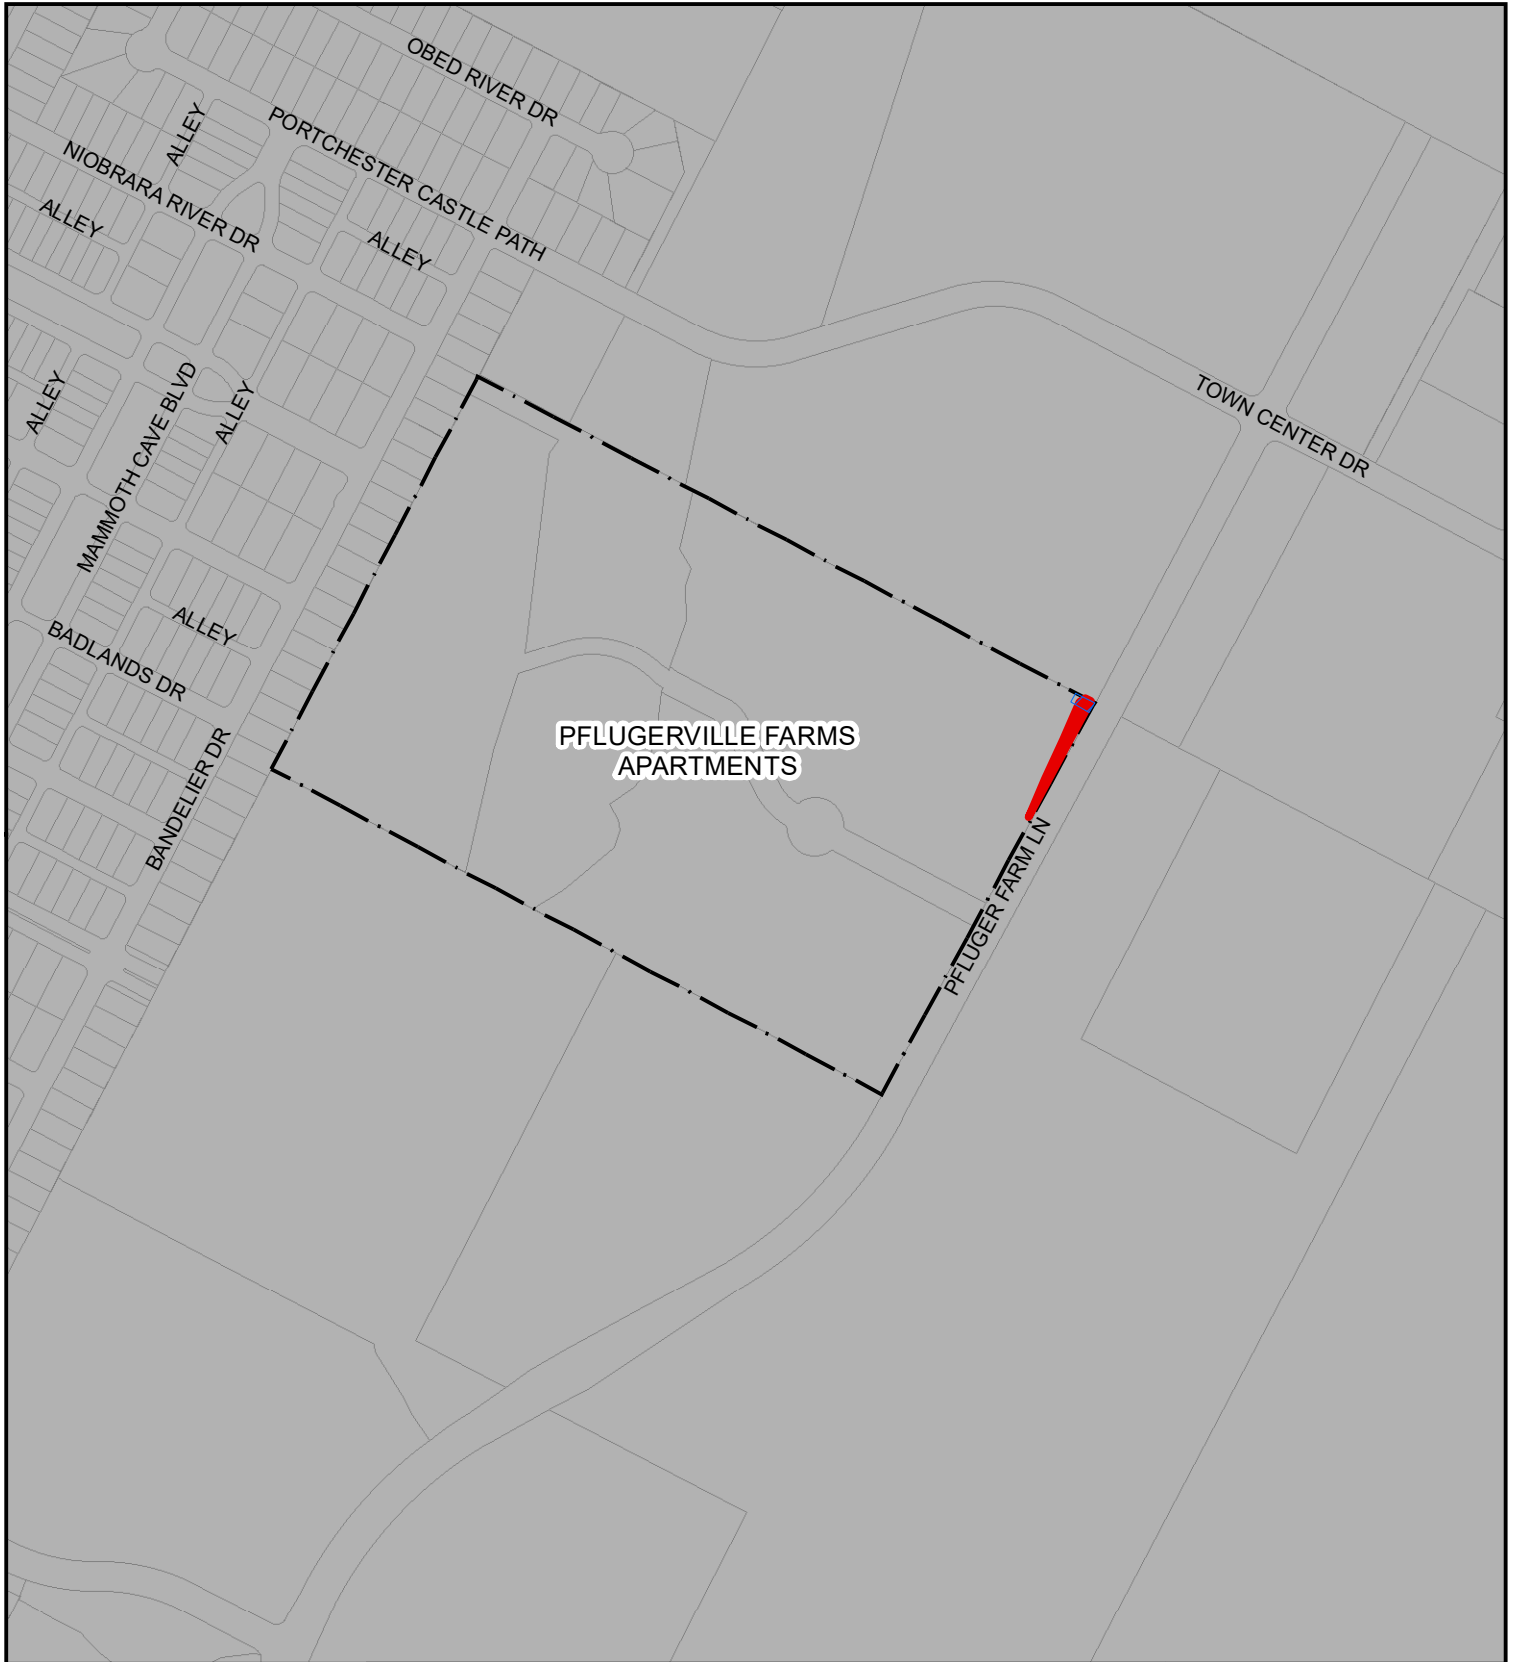 OBED RIVER DR
ALLEY
PORTCHESTER CASTLE PATH
NIOBRARA RIVER DR
ALLEY
ALLEY
TOWN CENTER DR
ALLEY
MAMMOTH CAVE BLVD
ALLEY
ALLEY
BADLANDS DR
PFLUGERVILLE FARMS
APARTMENTS
BANDELIER DR
PFLUGER FARM LN